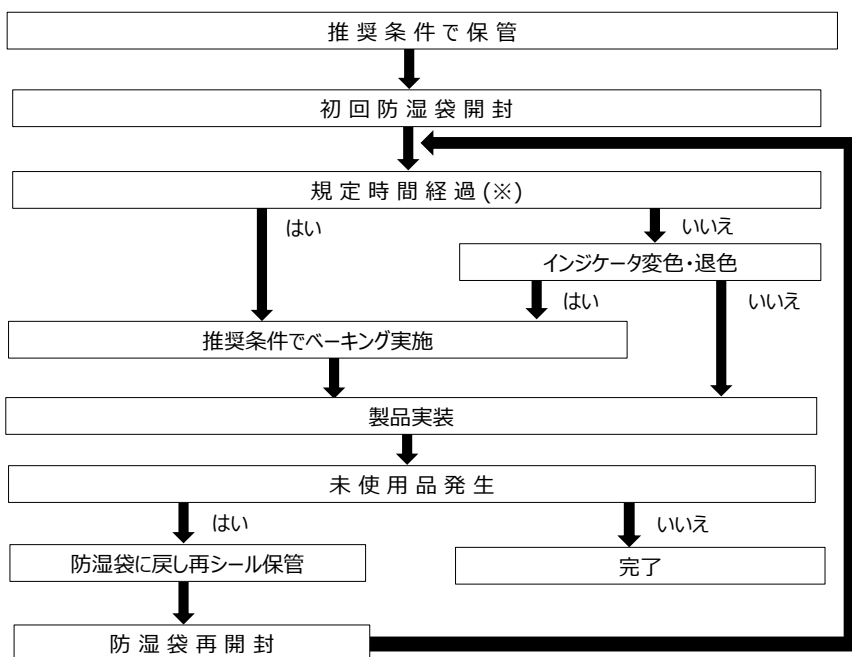 推奨条件で保管
初回防湿袋開封
規定時間経過(※)
はい
いいえ
インジケータ変色・退色
はい
いいえ
推奨条件でベーキング実施
製品実装
未使用品発生
はい
いいえ
防湿袋に戻し再シール保管
完了
防湿袋再開封